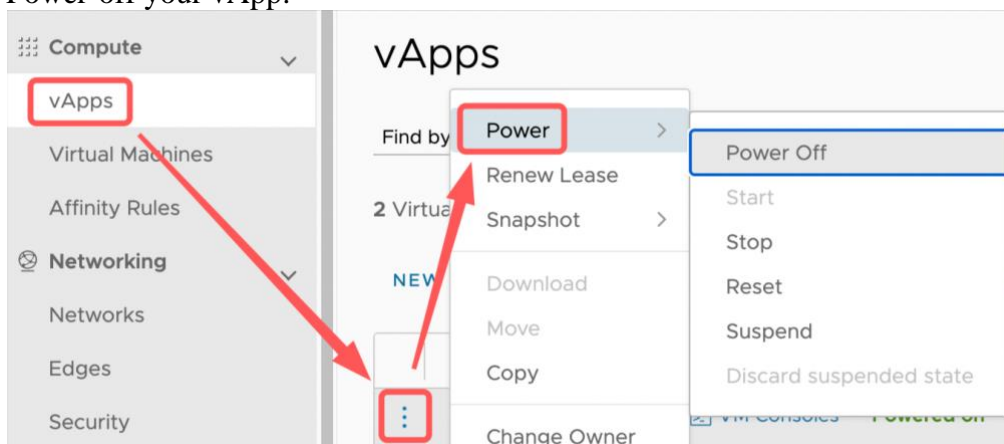 Power off your vApp.
Compute
vApps
Virtual Machines
Affinity Rules
Networking
Networks
Edges
Security
vApps
Find by
2 Virtua
NEW
Power
Renew Lease
Snapshot
Download
Move
Copy
Change Owner
Power Off
Start
Stop
Reset
Suspend
Discard suspended state
VM Consoles Powered on